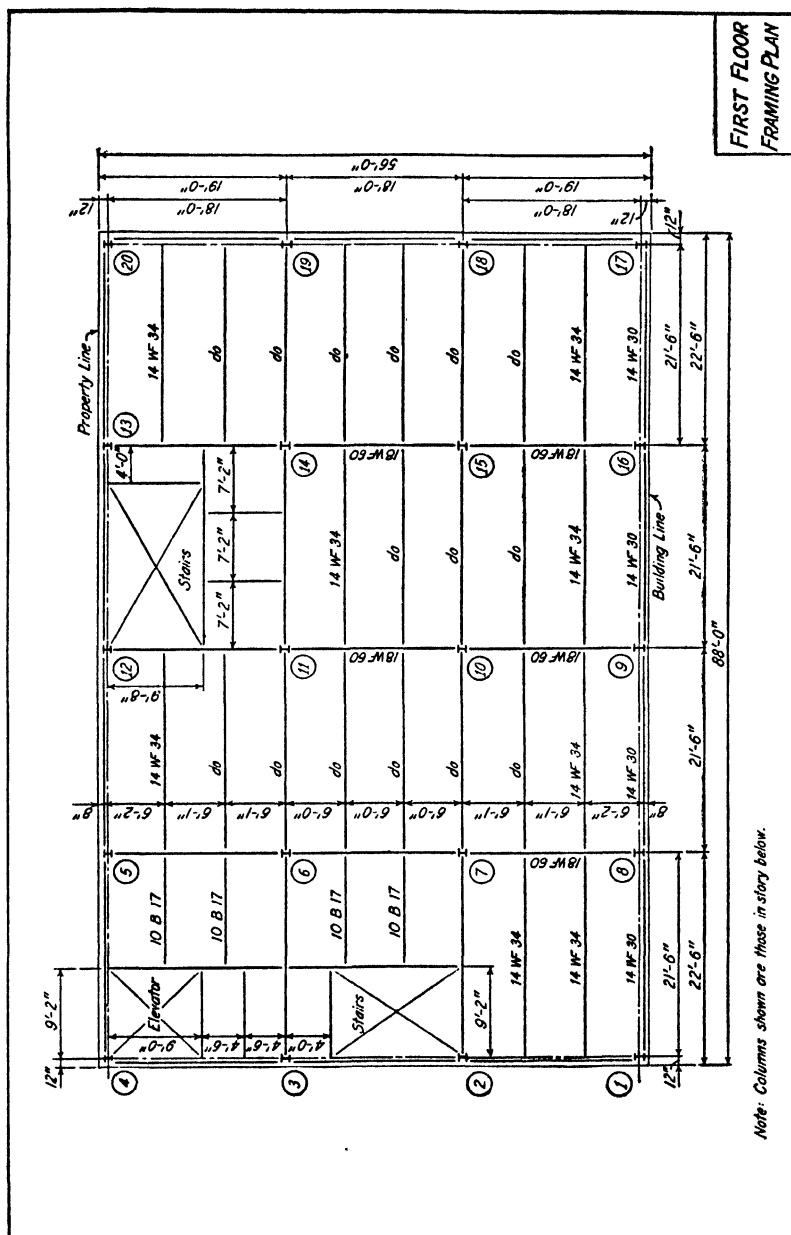 FIRST FLOOR
FRAMING PLAN
56'-0"
19'-0"
18'-0"
19'-0"
12"
18'-0"
18'-0"
12"
Property Line
20
19
18
17
12"
14 WF 34
do
do
do
do
do
do
14 WF 34
14 WF 30
21'-6"
22'-6"
13
4'-0"
14
18 WF 60
15
18 WF 60
16
7'-2"
7'-2"
7'-2"
Stairs
14 WF 34
do
do
do
14 WF 34
14 WF 30
Building Line
21'-6"
88'-0"
12
9'-8"
11
18 WF 60
10
18 WF 60
9
14 WF 34
do
do
do
do
do
do
14 WF 34
14 WF 30
21'-6"
8"
6'-2"
6'-1"
6'-1"
6'-0"
6'-0"
6'-0"
6'-1"
6'-1"
6'-2"
8"
5
6
7
18 WF 60
8
10 B 17
10 B 17
10 B 17
10 B 17
14 WF 34
14 WF 34
14 WF 30
21'-6"
22'-6"
9'-2"
Elevator
9'-0"
4'-6"
4'-6"
4'-0"
Stairs
9'-2"
12"
4
3
2
1
12"
Note: Columns shown are those in story below.